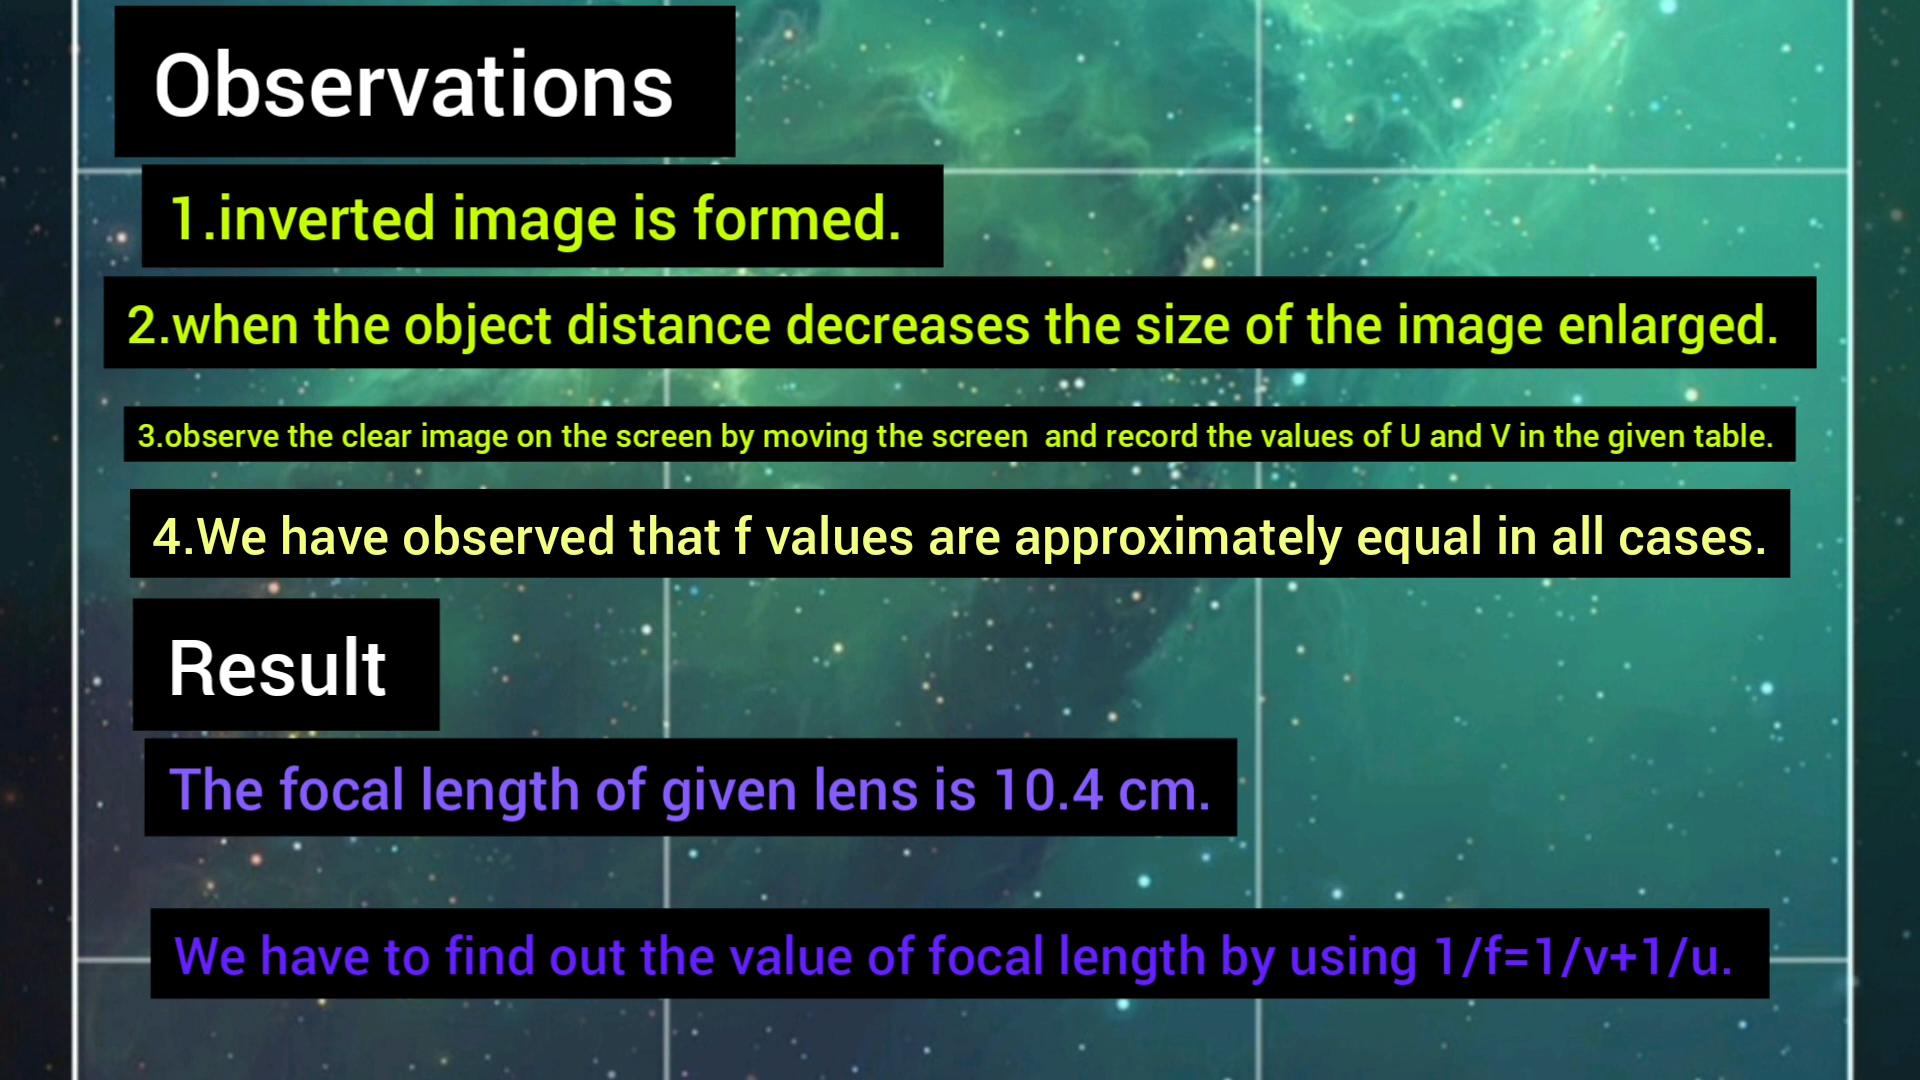 Observations
1.inverted image is formed.
2.when the object distance decreases the size of the image enlarged.
3.observe the clear image on the screen by moving the screen  and record the values of U and V in the given table.
4.We have observed that f values are approximately equal in all cases.
Result
The focal length of given lens is 10.4 cm.
We have to find out the value of focal length by using 1/f=1/v+1/u.